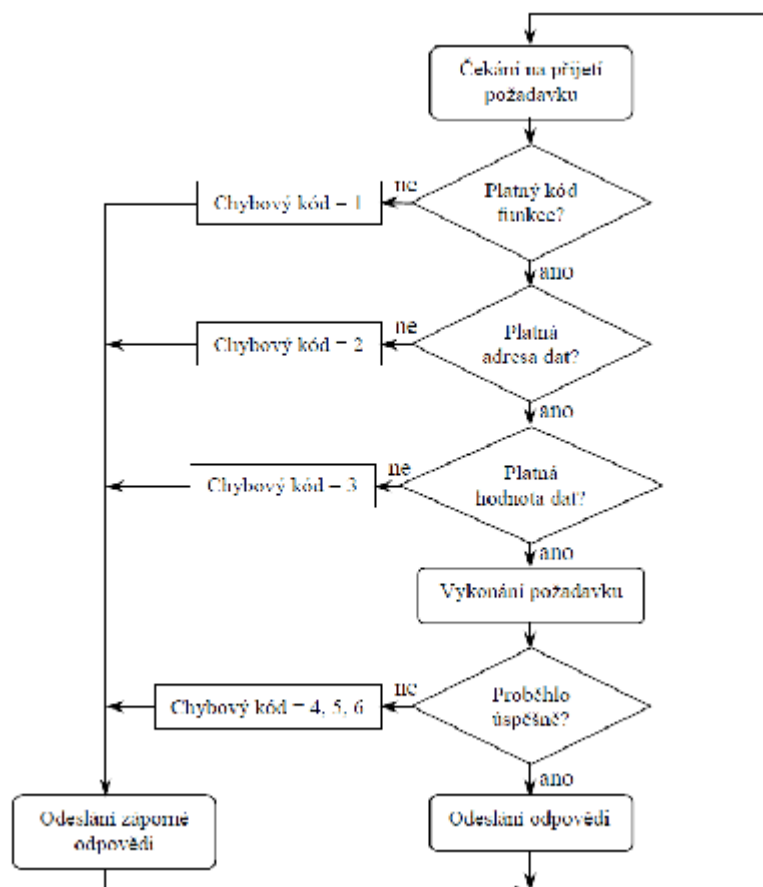 Čekání na přijetí
požadavku
ne
Platný kód
funkce?
Chybový kód = 1
ano
ne
Platná
adresa dat?
Chybový kód = 2
ano
ne
Platná
hodnota dat?
Chybový kód = 3
ano
Vykonání požadavku
ne
Proběhlo
úspěšně?
Chybový kód = 4, 5, 6
ano
Odeslání záporné
odpovědi
Odeslání odpovědi